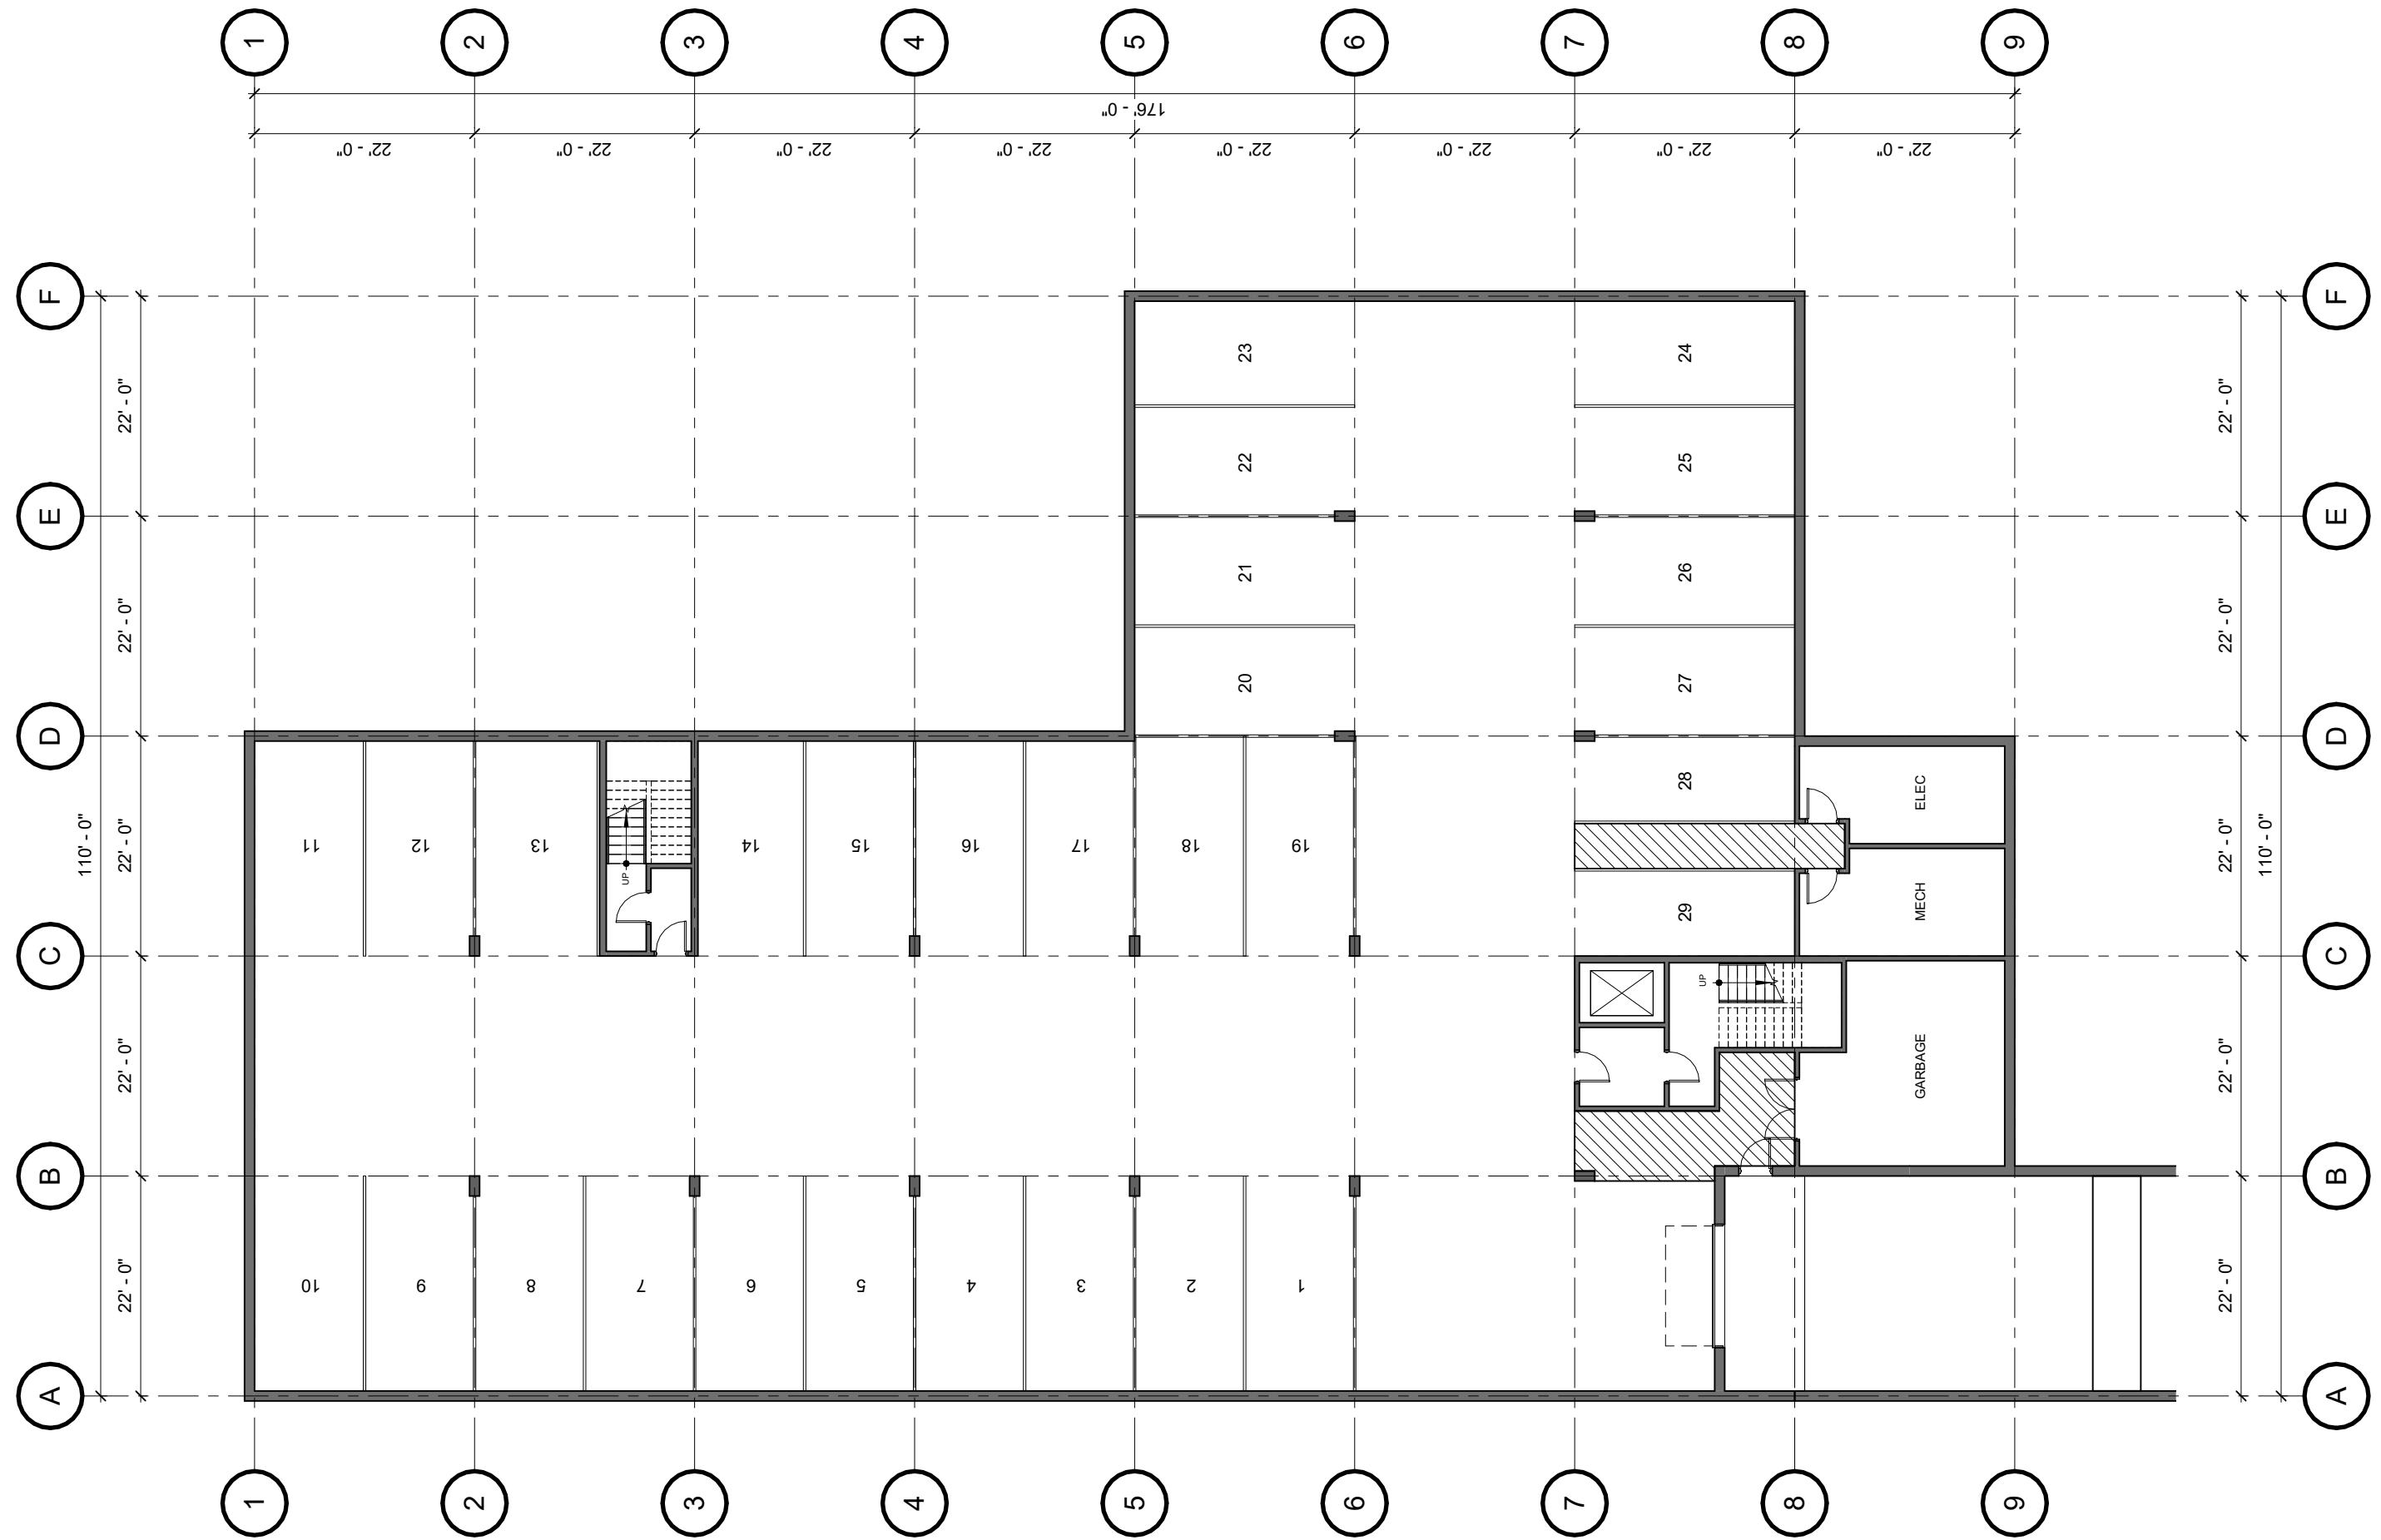 1 2 3 4 5 6 7 8 9
176' - 0"
22' - 0" 22' - 0" 22' - 0" 22' - 0" 22' - 0" 22' - 0" 22' - 0" 22' - 0"
F F
22' - 0" 23 24 22' - 0"
22 25
E E
22' - 0" 21 26 22' - 0"
20 27
D D
110' - 0" 22' - 0" 11 12 13 UP 14 15 16 17 18 19 28 ELEC 22' - 0" 110' - 0"
29 MECH
C C
UP
22' - 0" GARBAGE 22' - 0"
B B
22' - 0" 10 9 8 7 6 5 4 3 2 1 22' - 0"
A A
1 2 3 4 5 6 7 8 9